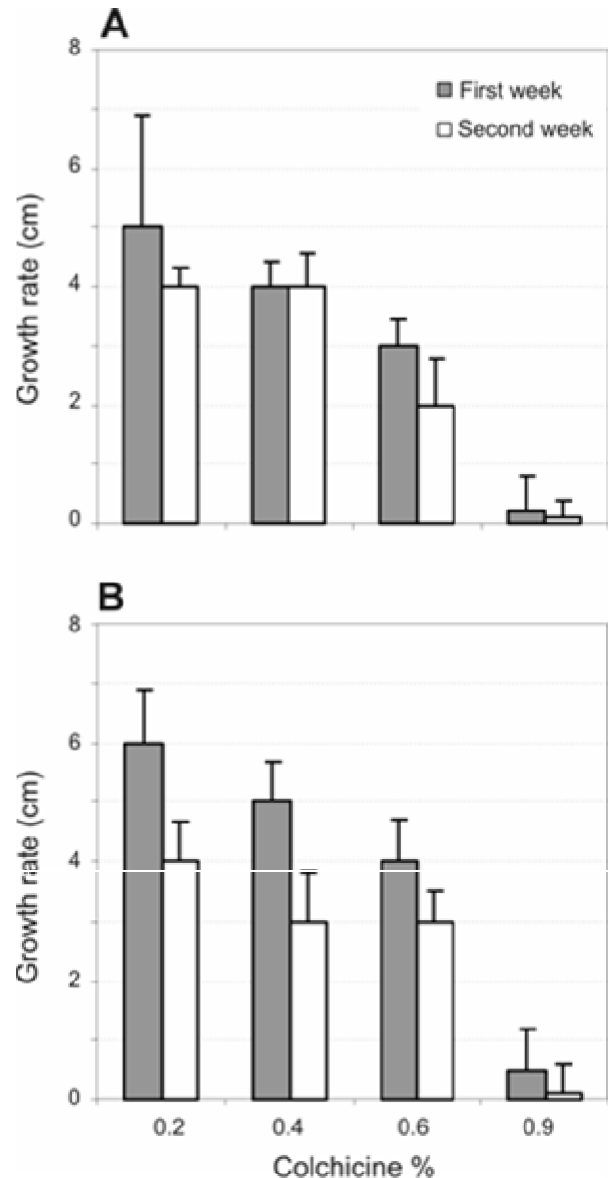 A
8
6
4
2
0
Growth rate (cm)
First week
Second week
B
8
6
4
2
0
Growth rate (cm)
0.2 0.4 0.6 0.9
Colchicine %